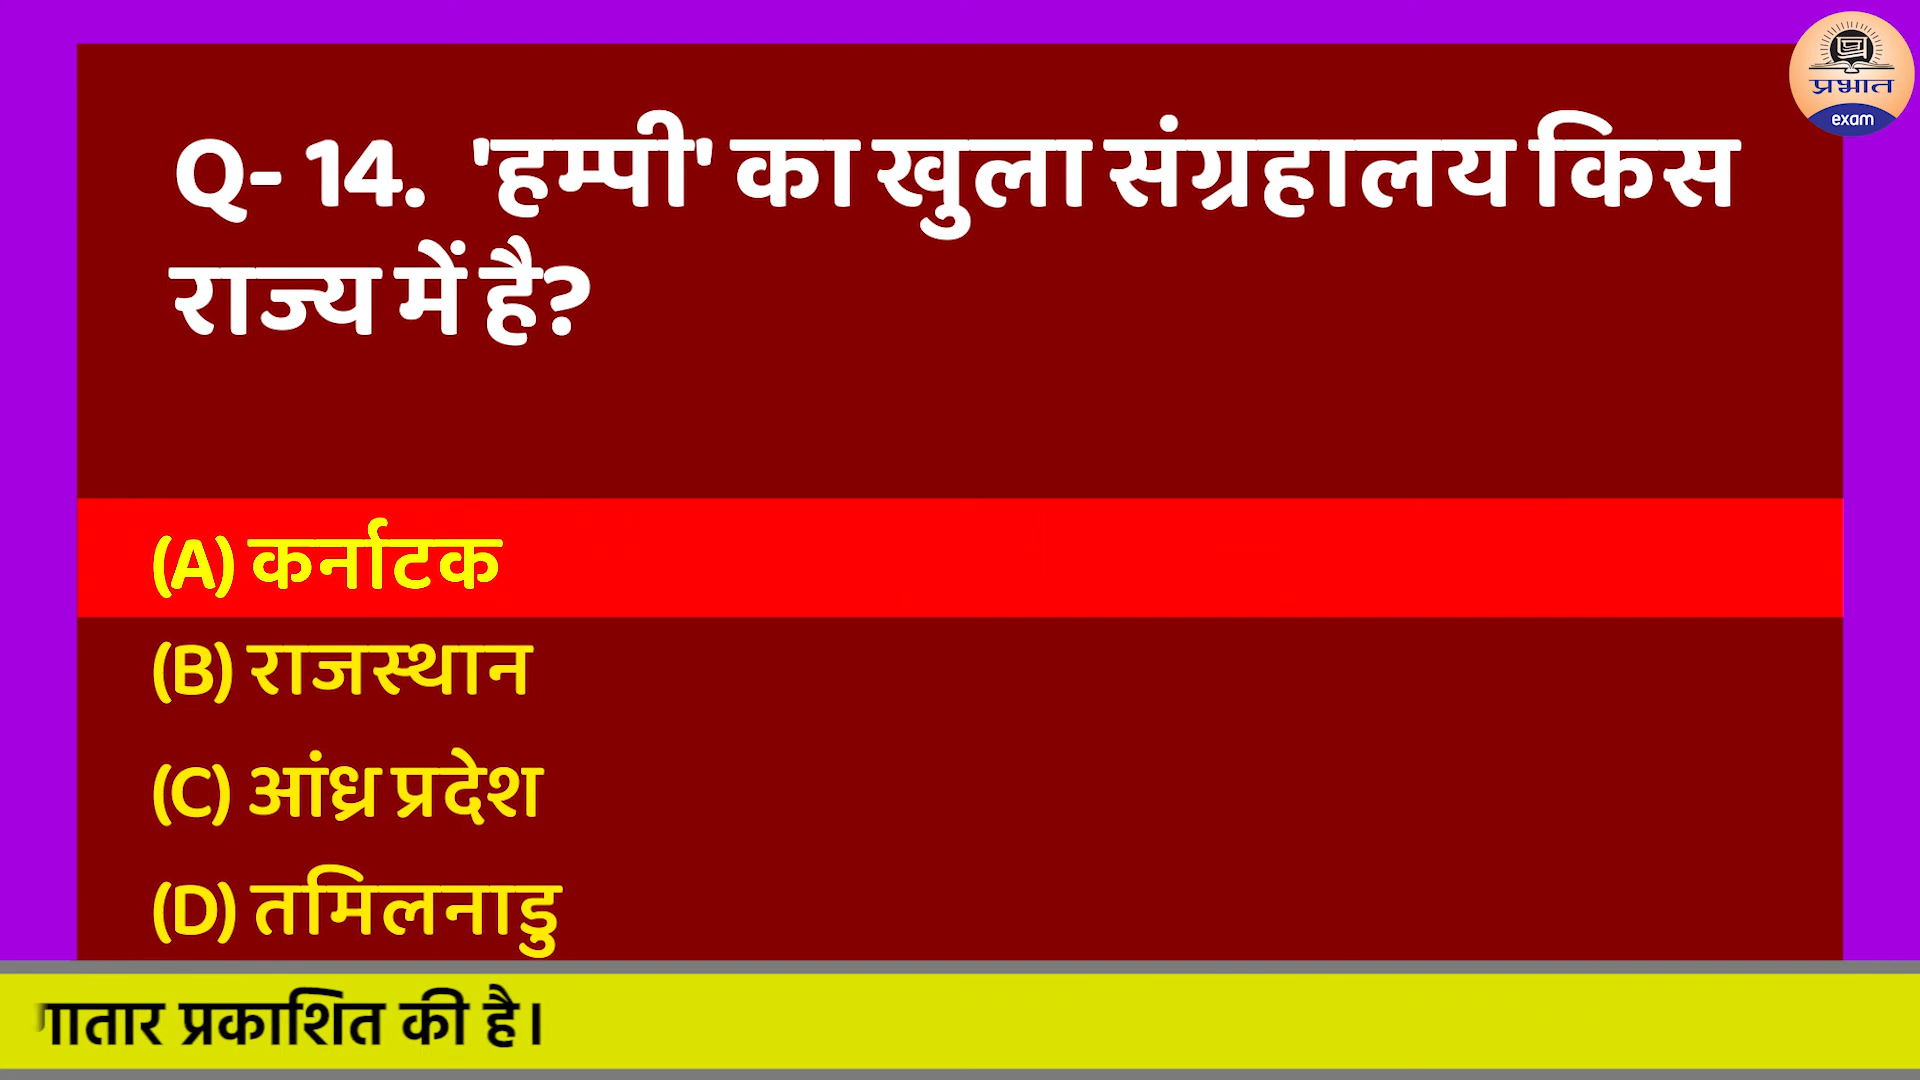 प्रभात
exam
Q- 14. 'हम्पी' का खुला संग्रहालय किस
राज्य में है?
(A) कर्नाटक
(B) राजस्थान
(C) आंध्र प्रदेश
(D) तमिलनाडु
प्रकाशित की है।